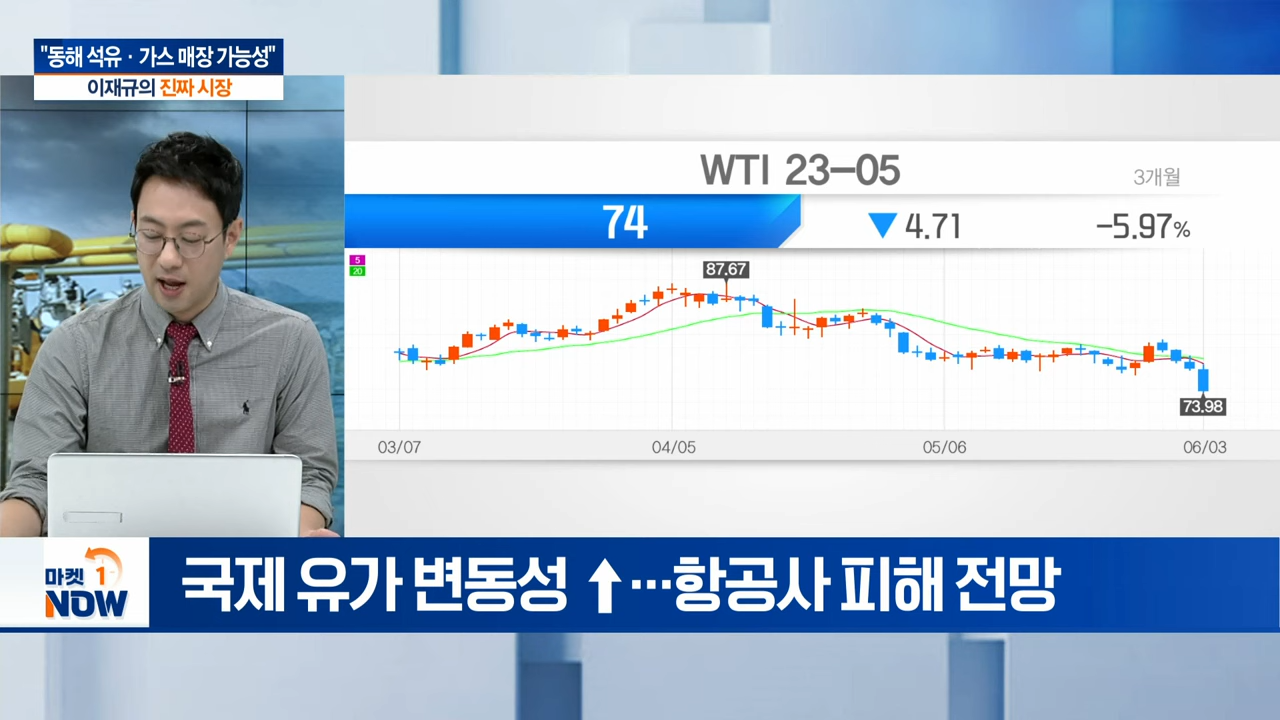 "동해 석유 · 가스 매장 가능성"
이재규의 진짜 시장
WTI 23-05
3개월
74
▼ 4.71
-5.97%
5
20
87.67
73.98
03/07
04/05
05/06
06/03
마켓 1
NOW
국제 유가 변동성 ↑…항공사 피해 전망